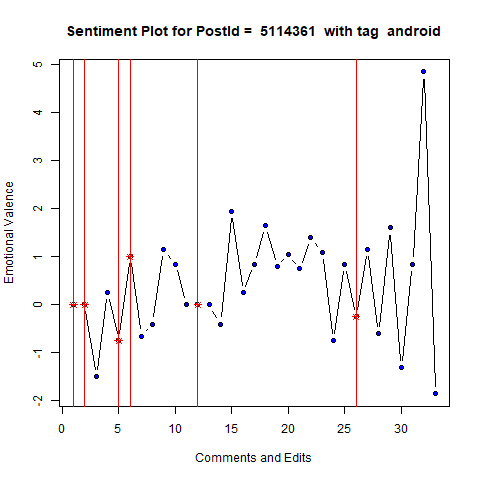 Sentiment Plot for PostId = 5114361 with tag android
Emotional Valence
5
4
3
2
1
0
-1
-2
0 5 10 15 20 25 30
Comments and Edits